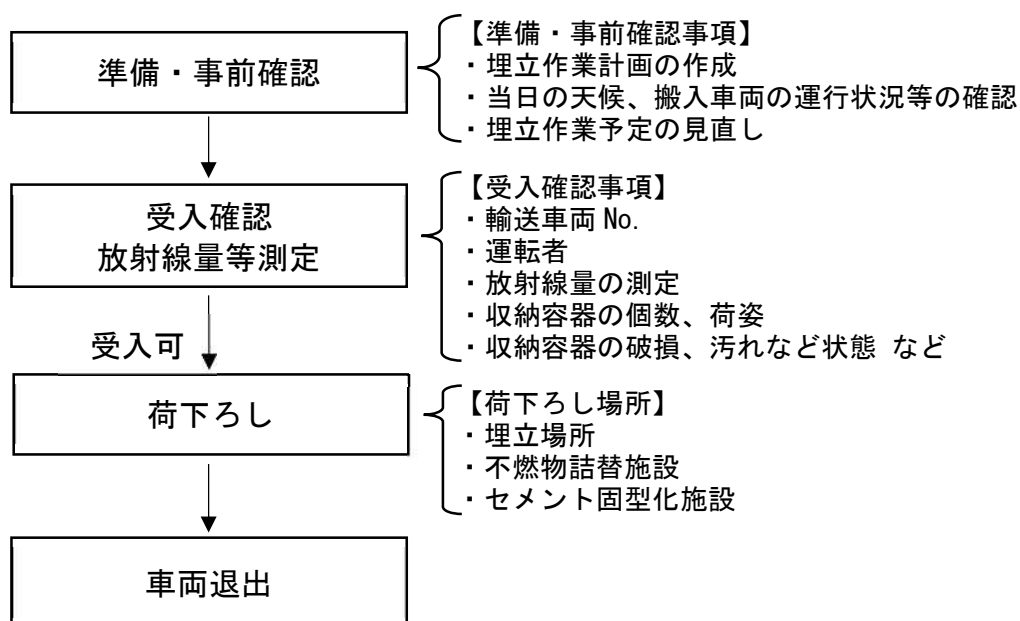 準備・事前確認
【準備・事前確認事項】
・埋立作業計画の作成
・当日の天候、搬入車両の運行状況等の確認
・埋立作業予定の見直し
受入確認
放射線量等測定
【受入確認事項】
・輸送車両 No.
・運転者
・放射線量の測定
・収納容器の個数、荷姿
・収納容器の破損、汚れなど状態 など
受入可
荷下ろし
【荷下ろし場所】
・埋立場所
・不燃物詰替施設
・セメント固型化施設
車両退出